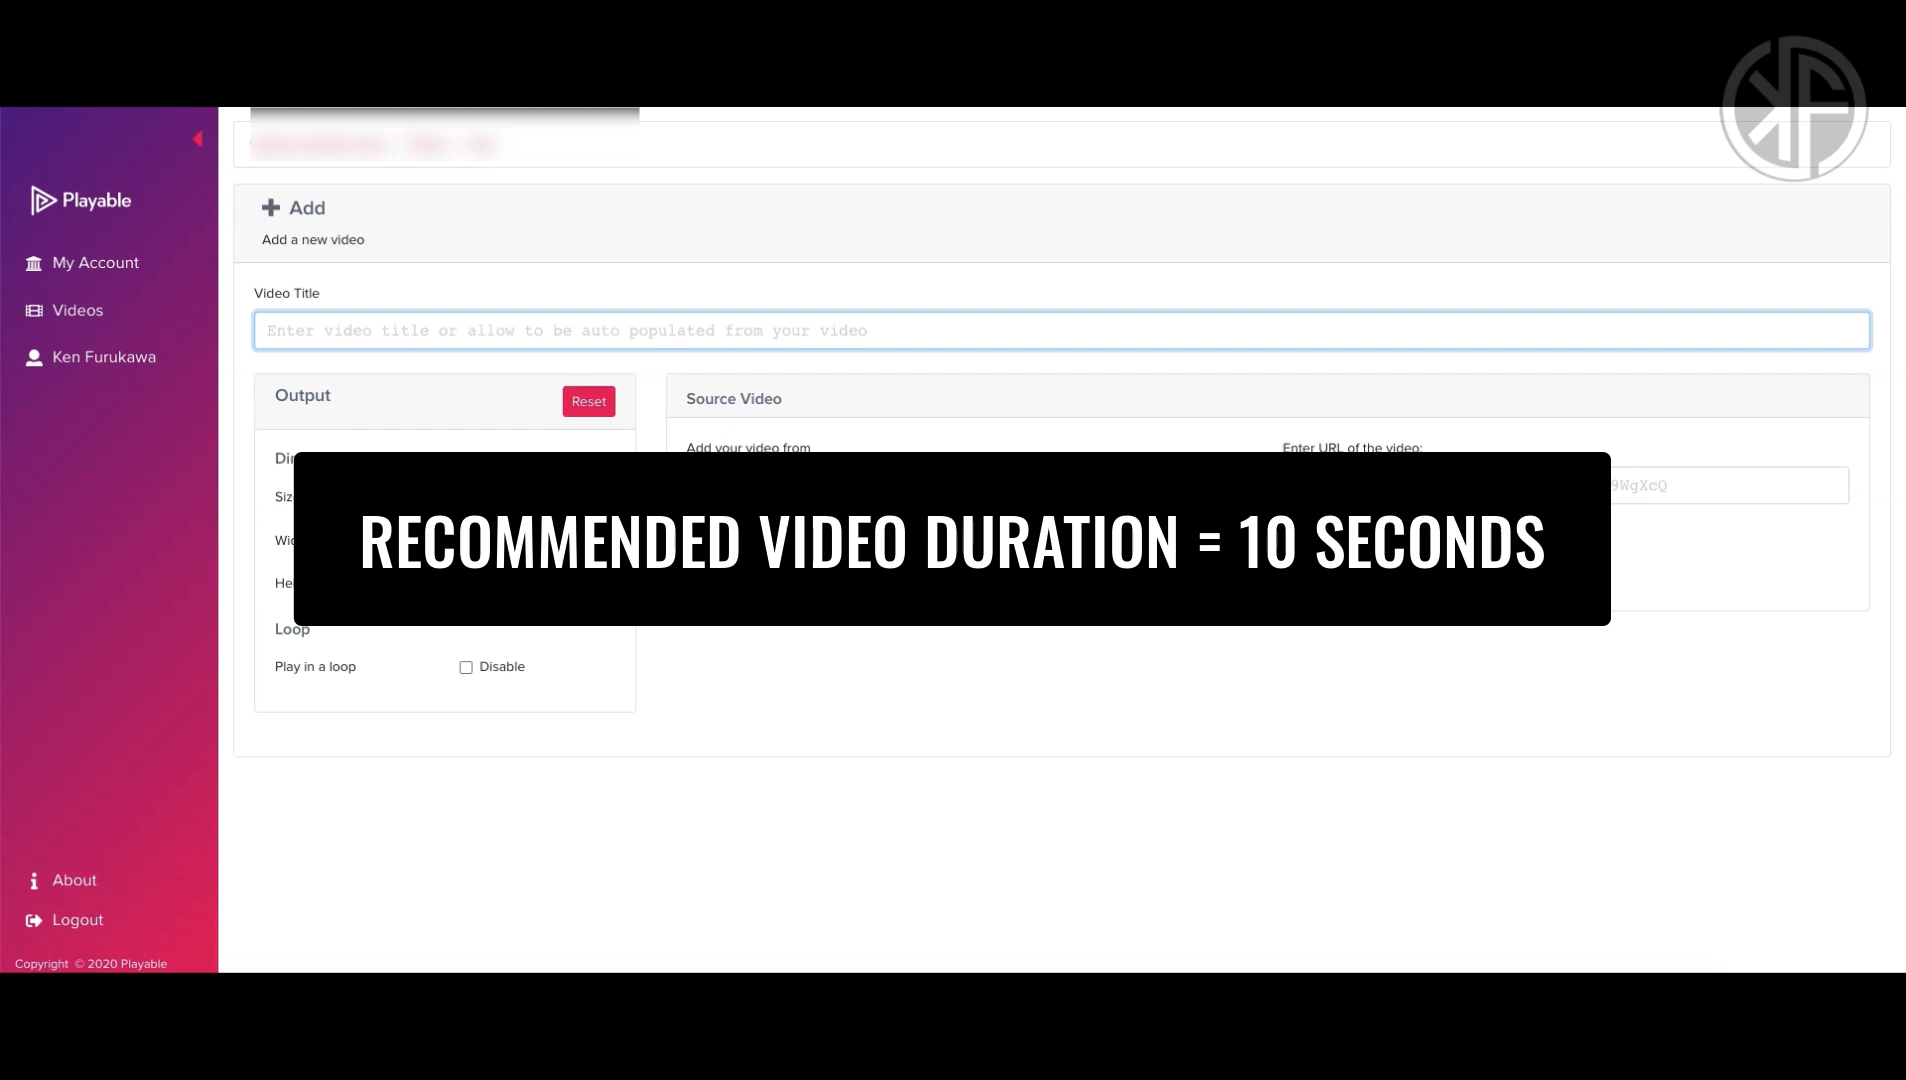 Playable
My Account
Videos
Ken Furukawa
About
Logout
Copyright © 2020 Playable
Add
Add a new video
Video Title
Enter video title or allow to be auto populated from your video
Output
Reset
Source Video
Add your video from
Enter URL of the video:
9WgXcQ
RECOMMENDED VIDEO DURATION = 10 SECONDS
Loop
Play in a loop
Disable
KF